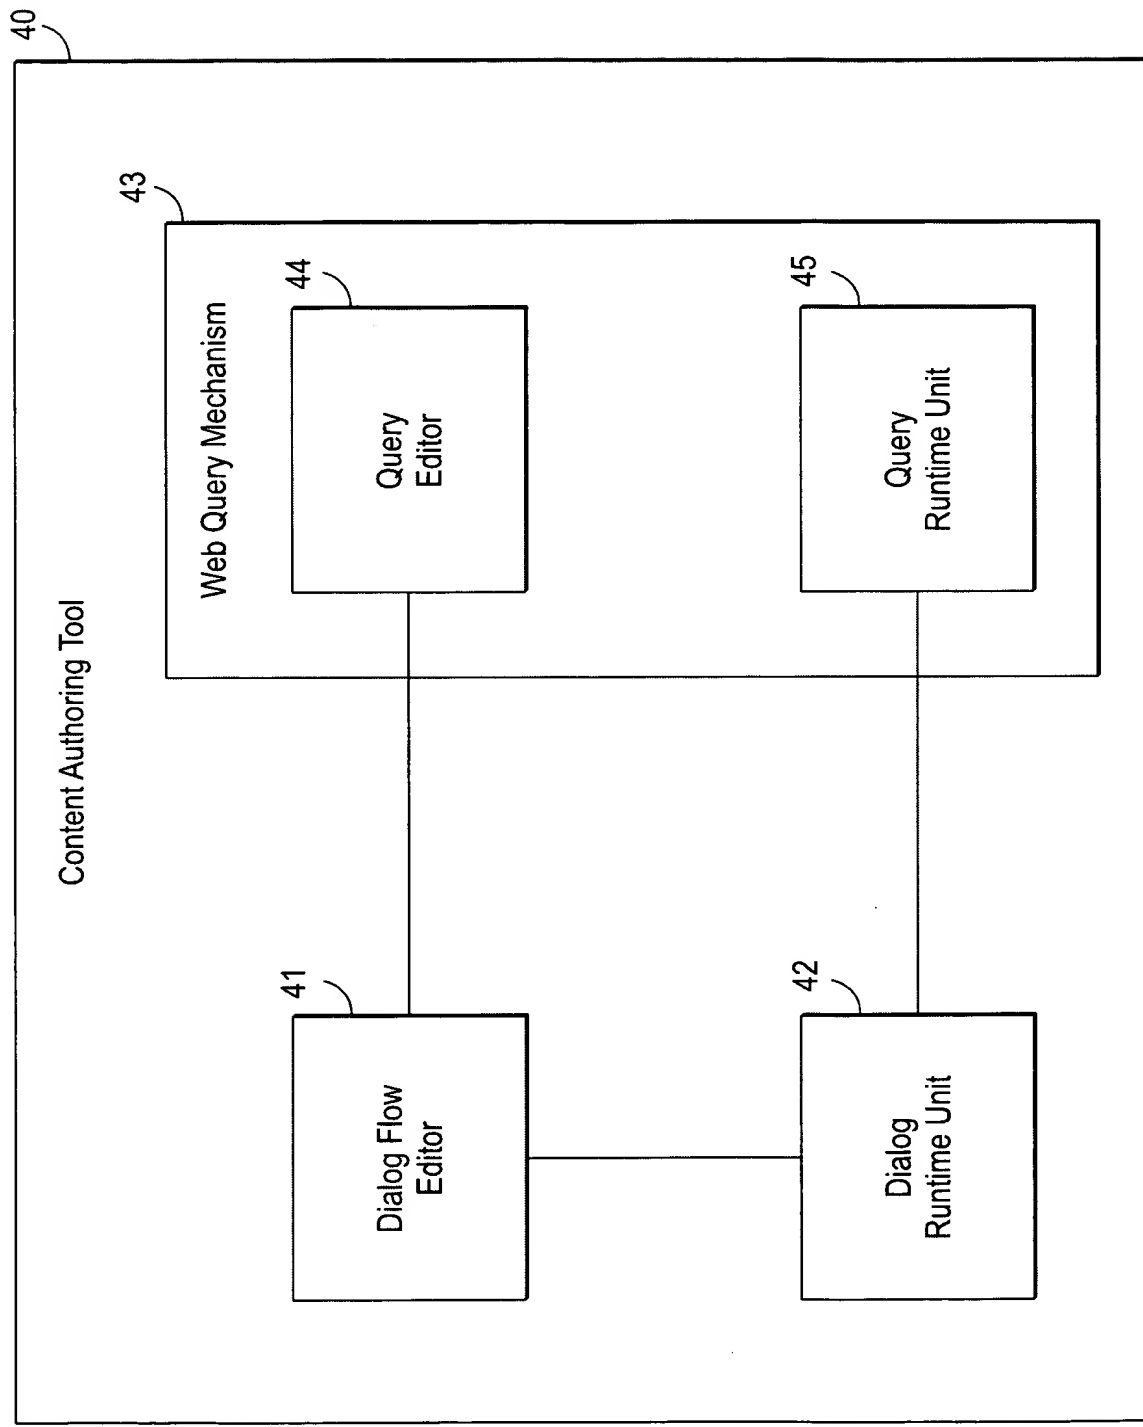 40
Content Authoring Tool
43
Web Query Mechanism
41
Dialog Flow
Editor
44
Query
Editor
42
Dialog
Runtime Unit
45
Query
Runtime Unit